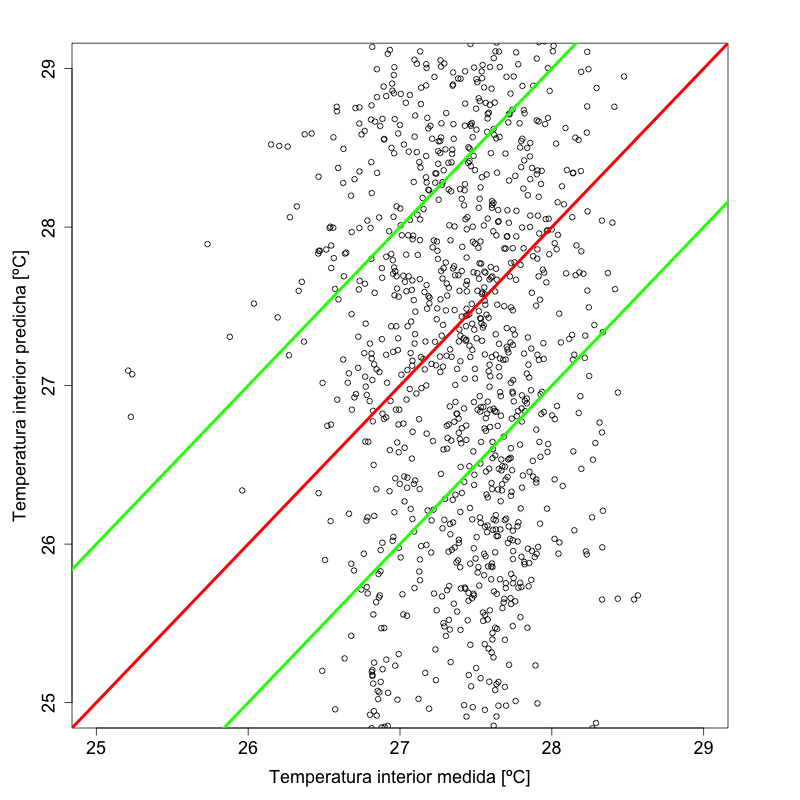 29
28
27
26
25
Temperatura interior predicha [ºC]
25 26 27 28 29
Temperatura interior medida [ºC]